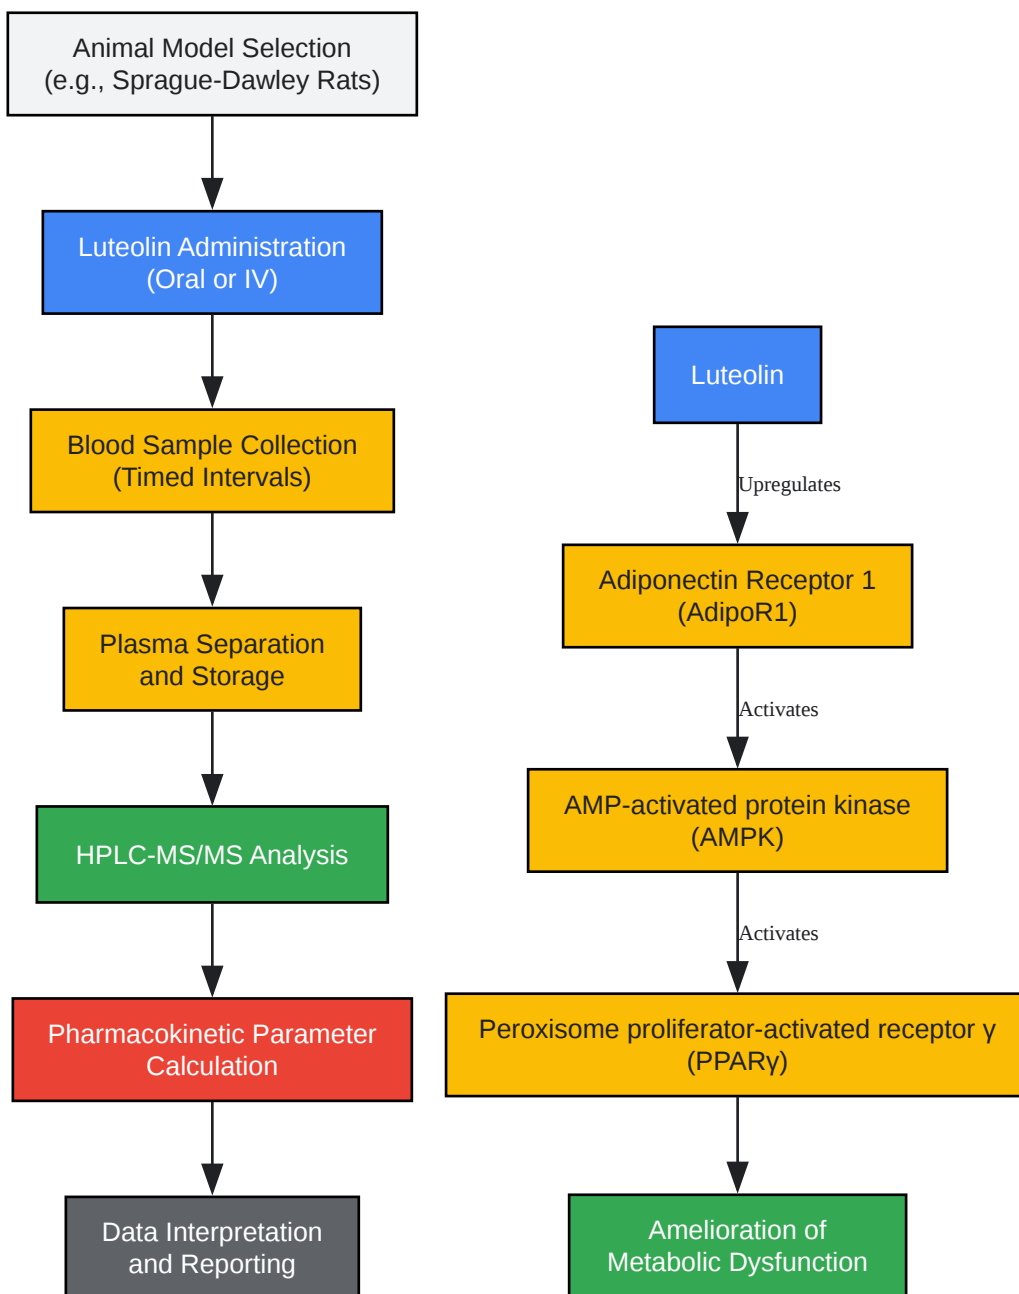 Animal Model Selection
(e.g., Sprague-Dawley Rats)
Luteolin Administration
(Oral or IV)
Blood Sample Collection
(Timed Intervals)
Plasma Separation
and Storage
HPLC-MS/MS Analysis
Pharmacokinetic Parameter
Calculation
Data Interpretation
and Reporting
Luteolin
Upregulates
Adiponectin Receptor 1
(AdipoR1)
Activates
AMP-activated protein kinase
(AMPK)
Activates
Peroxisome proliferator-activated receptor γ
(PPARγ)
Amelioration of
Metabolic Dysfunction